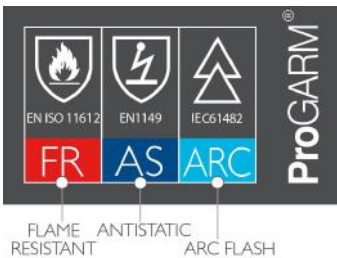 EN ISO 11612 EN1149 IEC61482
FR AS ARC
ProGARM®
FLAME RESISTANT
ANTISTATIC
ARC FLASH